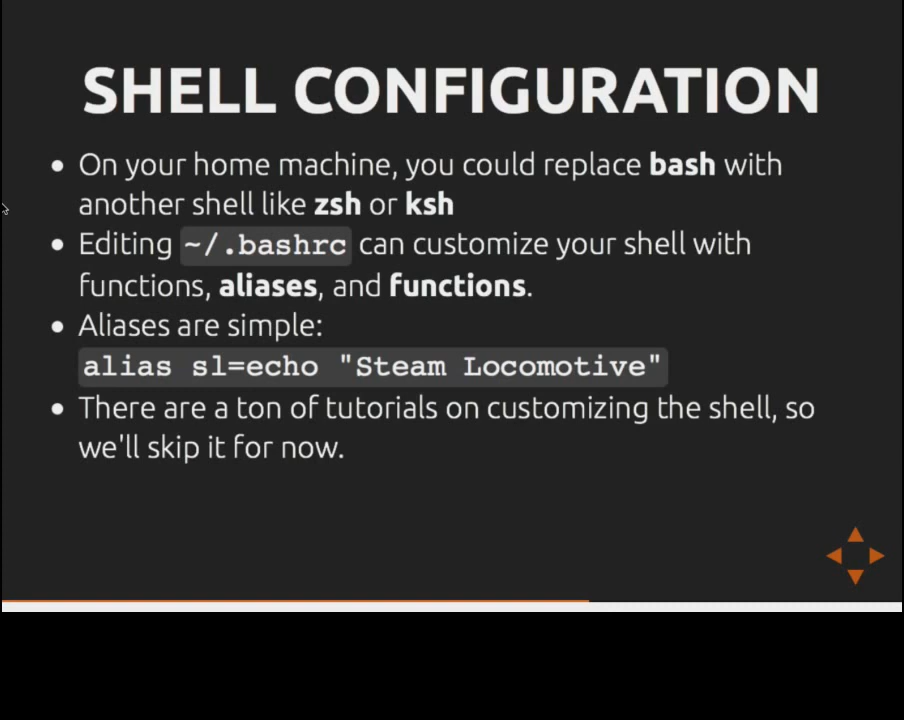 SHELL CONFIGURATION
On your home machine, you could replace bash with
another shell like zsh or ksh
Editing ~/.bashrc can customize your shell with
functions, aliases, and functions.
Aliases are simple:
alias sl=echo "Steam Locomotive"
There are a ton of tutorials on customizing the shell, so
we'll skip it for now.